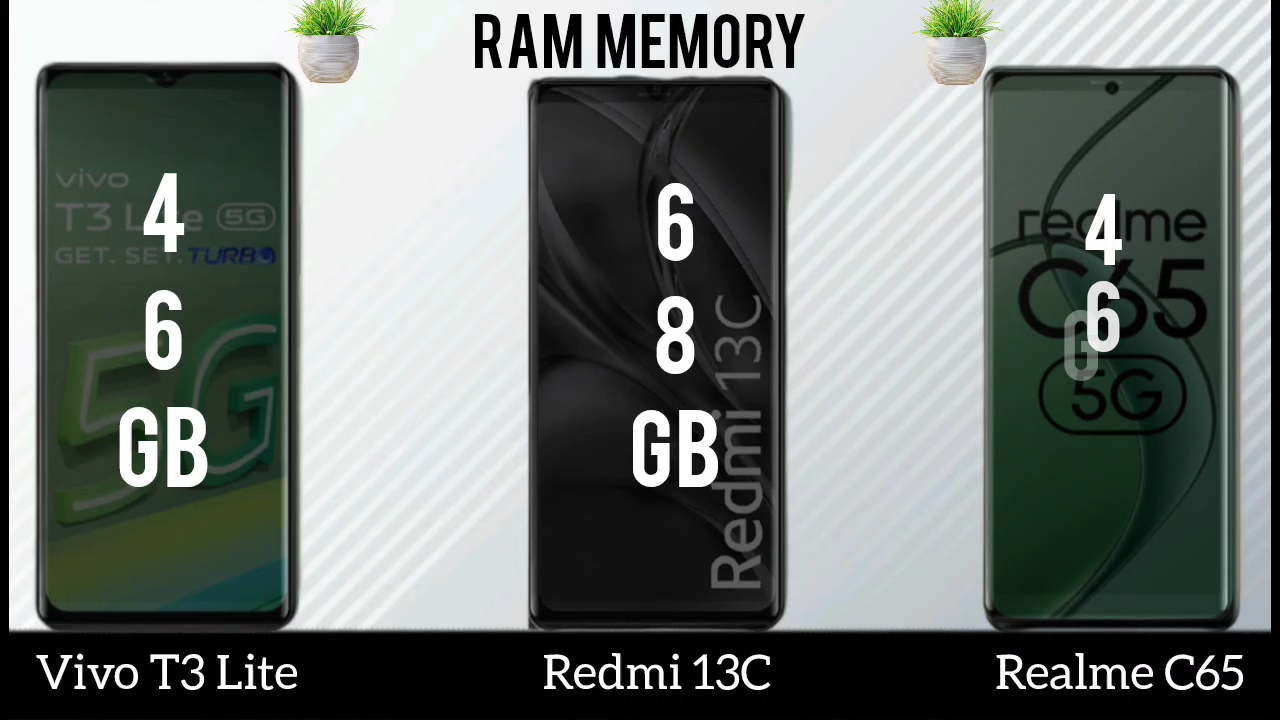 RAM MEMORY
vivo
T3 Lite 5G
GET. SET. TURBO
5G
4
6
GB
6
8
GB
Redmi 13C
realme
C65
5G
4
6
G
Vivo T3 Lite
Redmi 13C
Realme C65